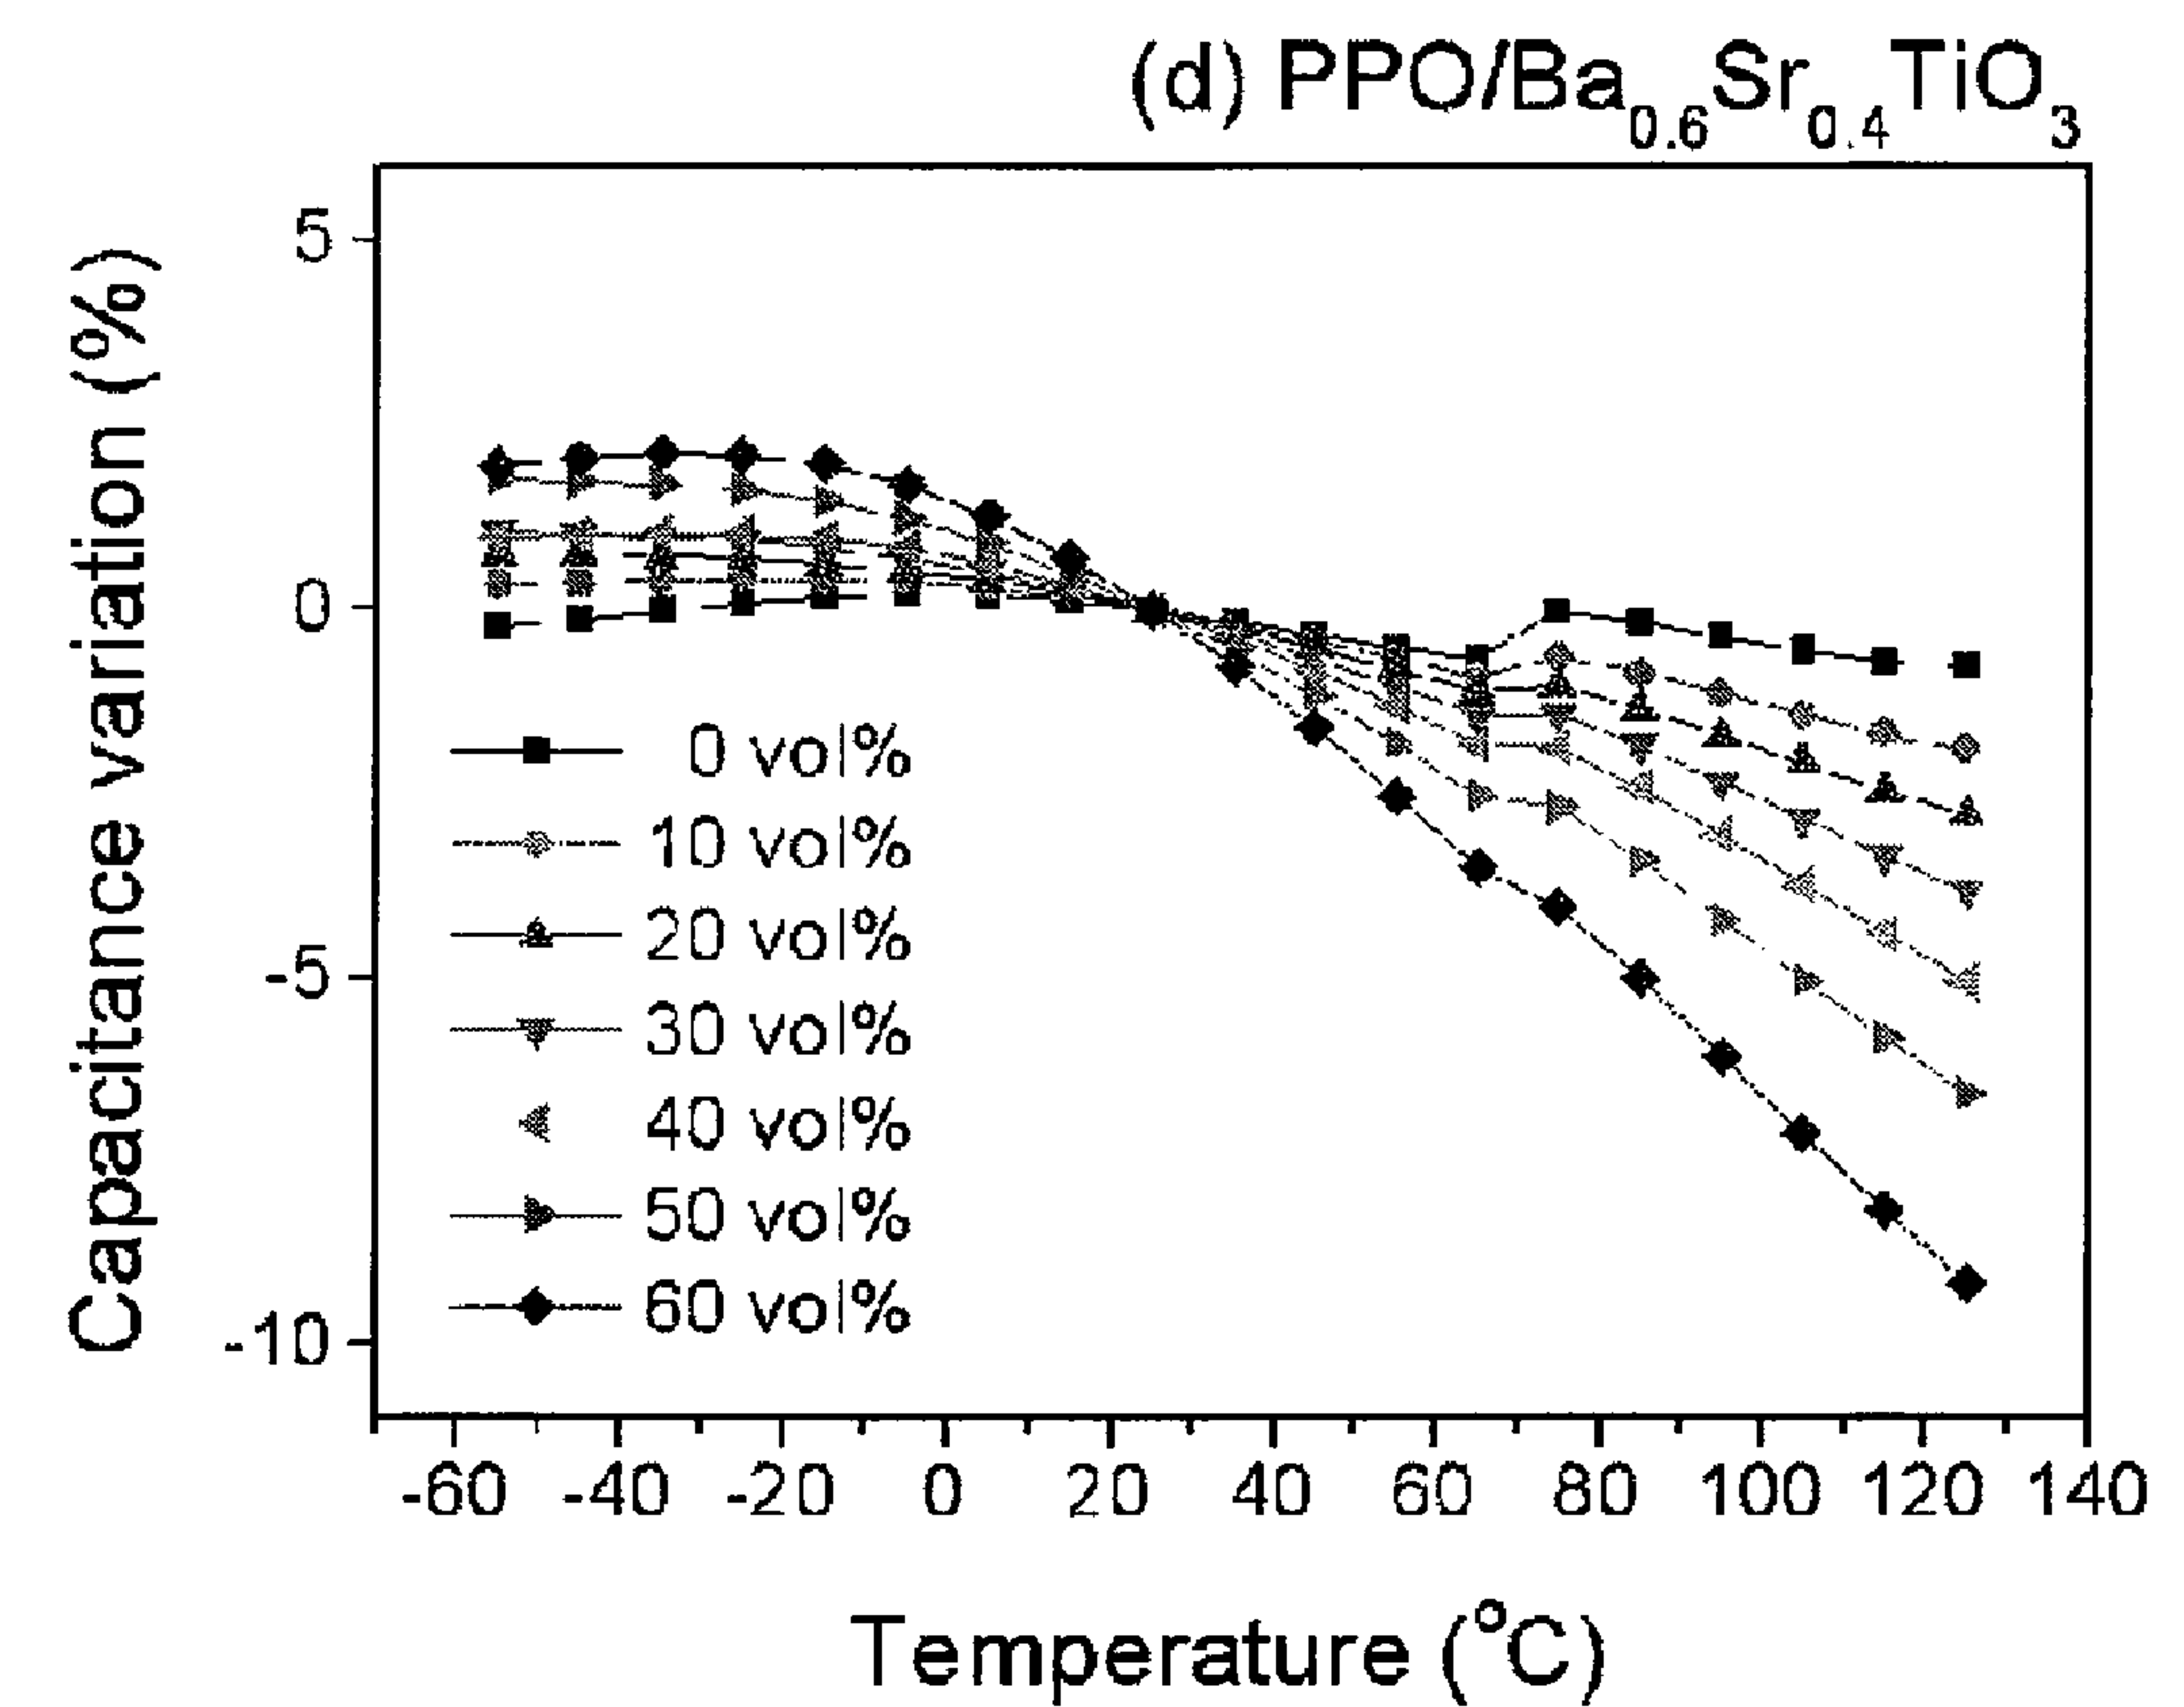 (d) PPO/Ba0.6Sr0.4TiO3
Capacitance variation (%)
5
0
-5
-10
0 vol%
10 vol%
20 vol%
30 vol%
40 vol%
50 vol%
60 vol%
-60 -40 -20 0 20 40 60 80 100 120 140
Temperature (°C)